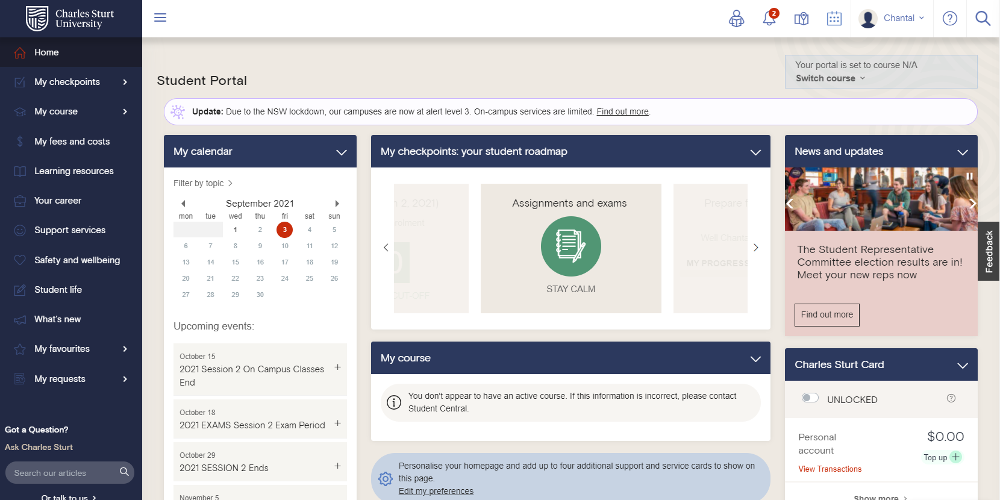 Charles Sturt
University
2
Chantal
Home
My checkpoints
My course
My fees and costs
Learning resources
Your career
Support services
Safety and wellbeing
Student life
What's new
My favourites
My requests
Got a Question?
Ask Charles Sturt
Search our articles
Or talk to us
Student Portal
Your portal is set to course N/A
Switch course
Update: Due to the NSW lockdown, our campuses are now at alert level 3. On-campus services are limited. Find out more.
My calendar
Filter by topic
September 2021
mon tue wed thu fri sat sun
1 2 3 4 5
6 7 8 9 10 11 12
13 14 15 16 17 18 19
20 21 22 23 24 25 26
27 28 29 30
Upcoming events:
October 15
2021 Session 2 On Campus Classes
End
October 18
2021 EXAMS Session 2 Exam Period
October 29
2021 SESSION 2 Ends
November 5
My checkpoints: your student roadmap
2, 2021)
CUT-OFF
Assignments and exams
STAY CALM
Prepare
Well Chanta
MY PROGRESS
My course
You don't appear to have an active course. If this information is incorrect, please contact
Student Central.
Personalise your homepage and add up to four additional support and service cards to show on
this page.
Edit my preferences
News and updates
The Student Representative
Committee election results are in!
Meet your new reps now
Find out more
Feedback
Charles Sturt Card
UNLOCKED
Personal
account
$0.00
Top up
View Transactions
Show more